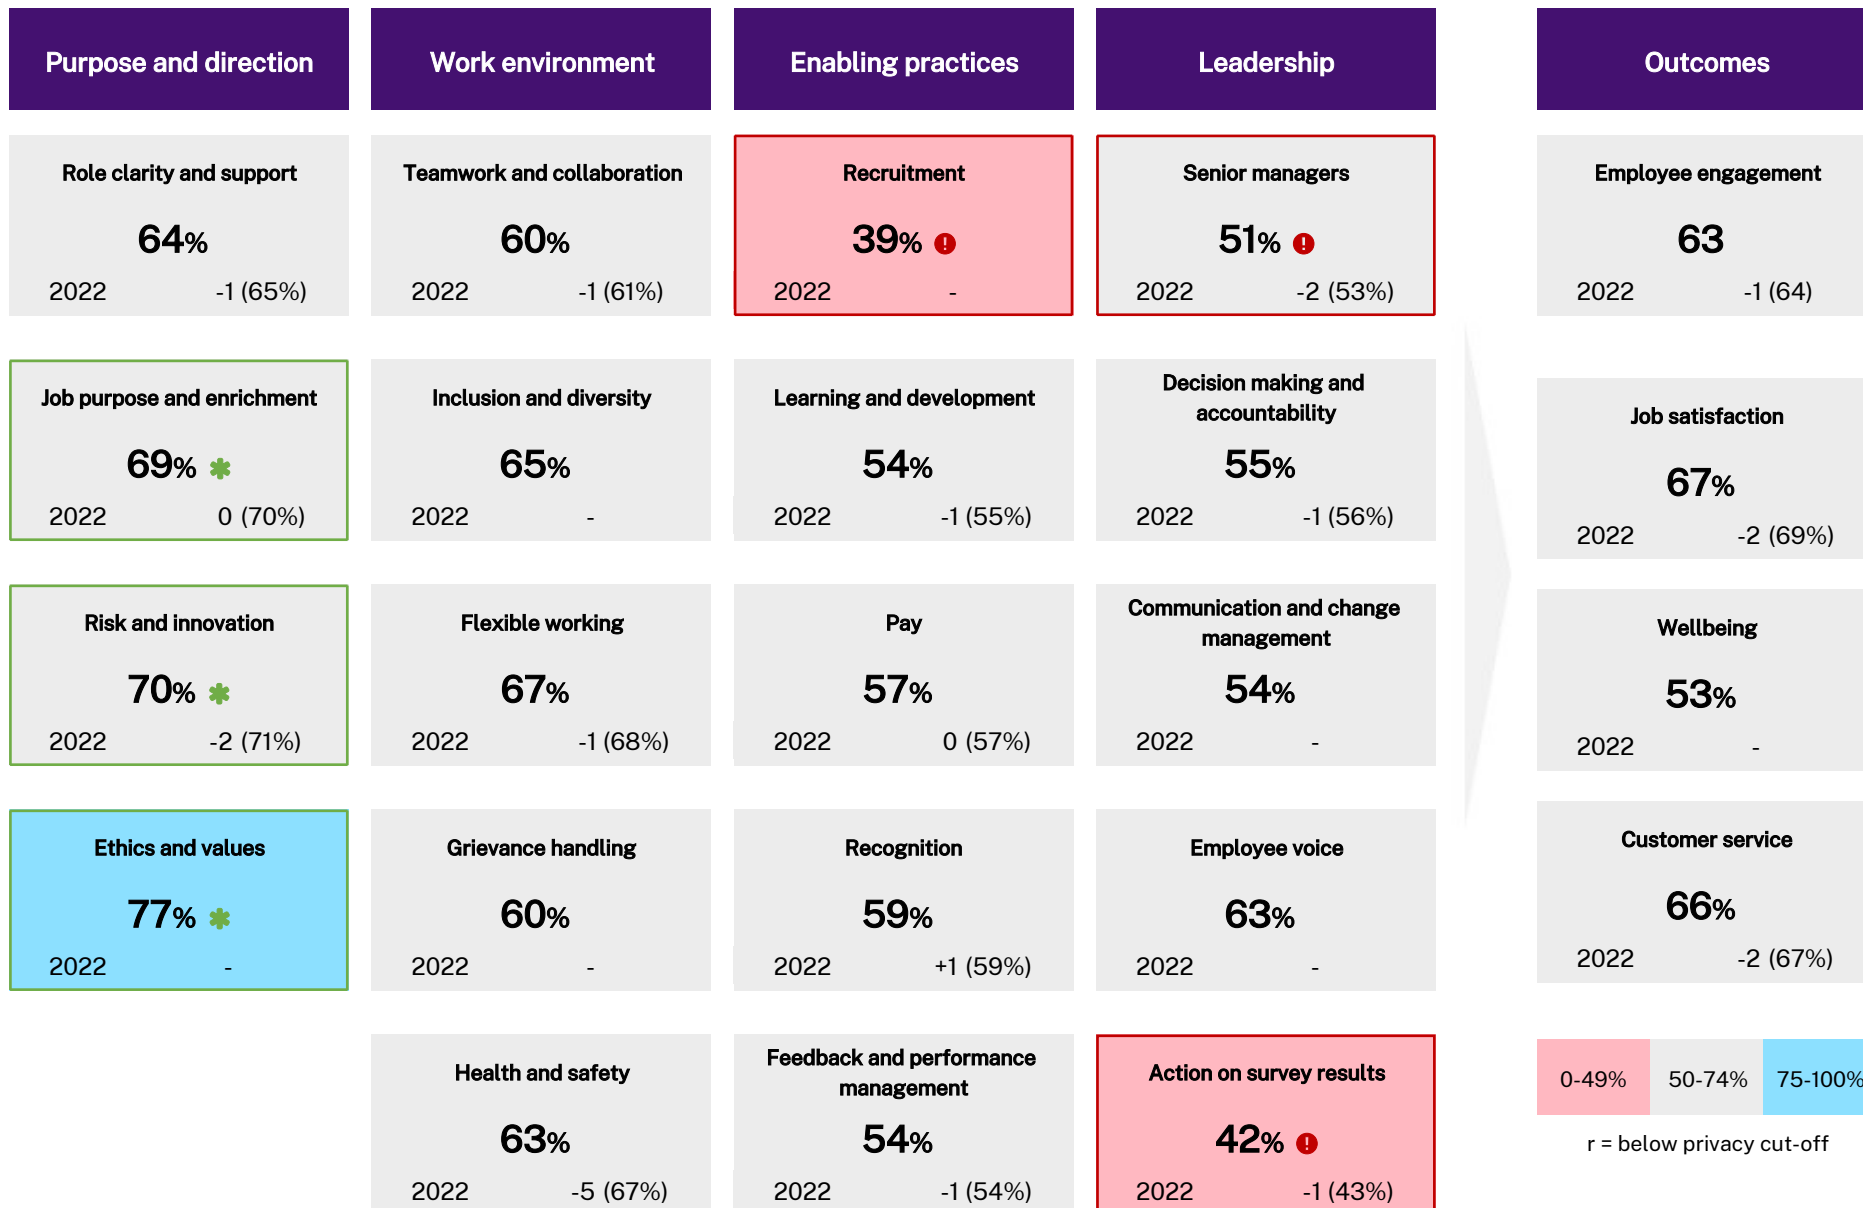 Purpose and direction
Role clarity and support
64%
2022 -1 (65%)
Job purpose and enrichment
69%
2022 0 (70%)
Risk and innovation
70%
2022 -2 (71%)
Ethics and values
77%
2022 -
Work environment
Teamwork and collaboration
60%
2022 -1 (61%)
Inclusion and diversity
65%
2022 -
Flexible working
67%
2022 -1 (68%)
Grievance handling
60%
2022 -
Health and safety
63%
2022 -5 (67%)
Enabling practices
Recruitment
39% !
2022 -
Learning and development
54%
2022 -1 (55%)
Pay
57%
2022 0 (57%)
Recognition
59%
2022 +1 (59%)
Feedback and performance
management
54%
2022 -1 (54%)
Leadership
Senior managers
51% !
2022 -2 (53%)
Decision making and
accountability
55%
2022 -1 (56%)
Communication and change
management
54%
2022 -
Employee voice
63%
2022 -
Action on survey results
42% !
2022 -1 (43%)
Outcomes
Employee engagement
63
2022 -1 (64)
Job satisfaction
67%
2022 -2 (69%)
Wellbeing
53%
2022 -
Customer service
66%
2022 -2 (67%)
0-49% 50-74% 75-100%
r = below privacy cut-off